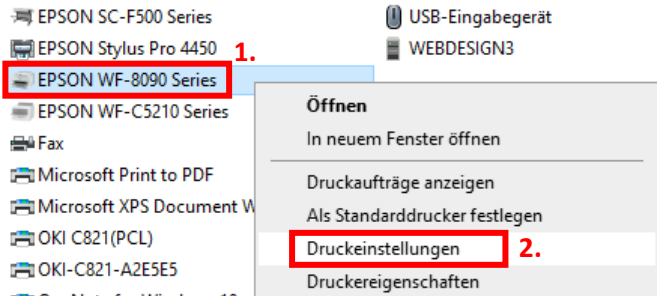 EPSON SC-F500 Series
EPSON Stylus Pro 4450
1.
EPSON WF-8090 Series
EPSON WF-C5210 Series
Fax
Microsoft Print to PDF
Microsoft XPS Document W
OKI C821(PCL)
OKI-C821-A2E5E5
USB-Eingabegerät
WEBDESIGN3
Öffnen
In neuem Fenster öffnen
Druckaufträge anzeigen
Als Standarddrucker festlegen
Druckeinstellungen
2.
Druckereigenschaften